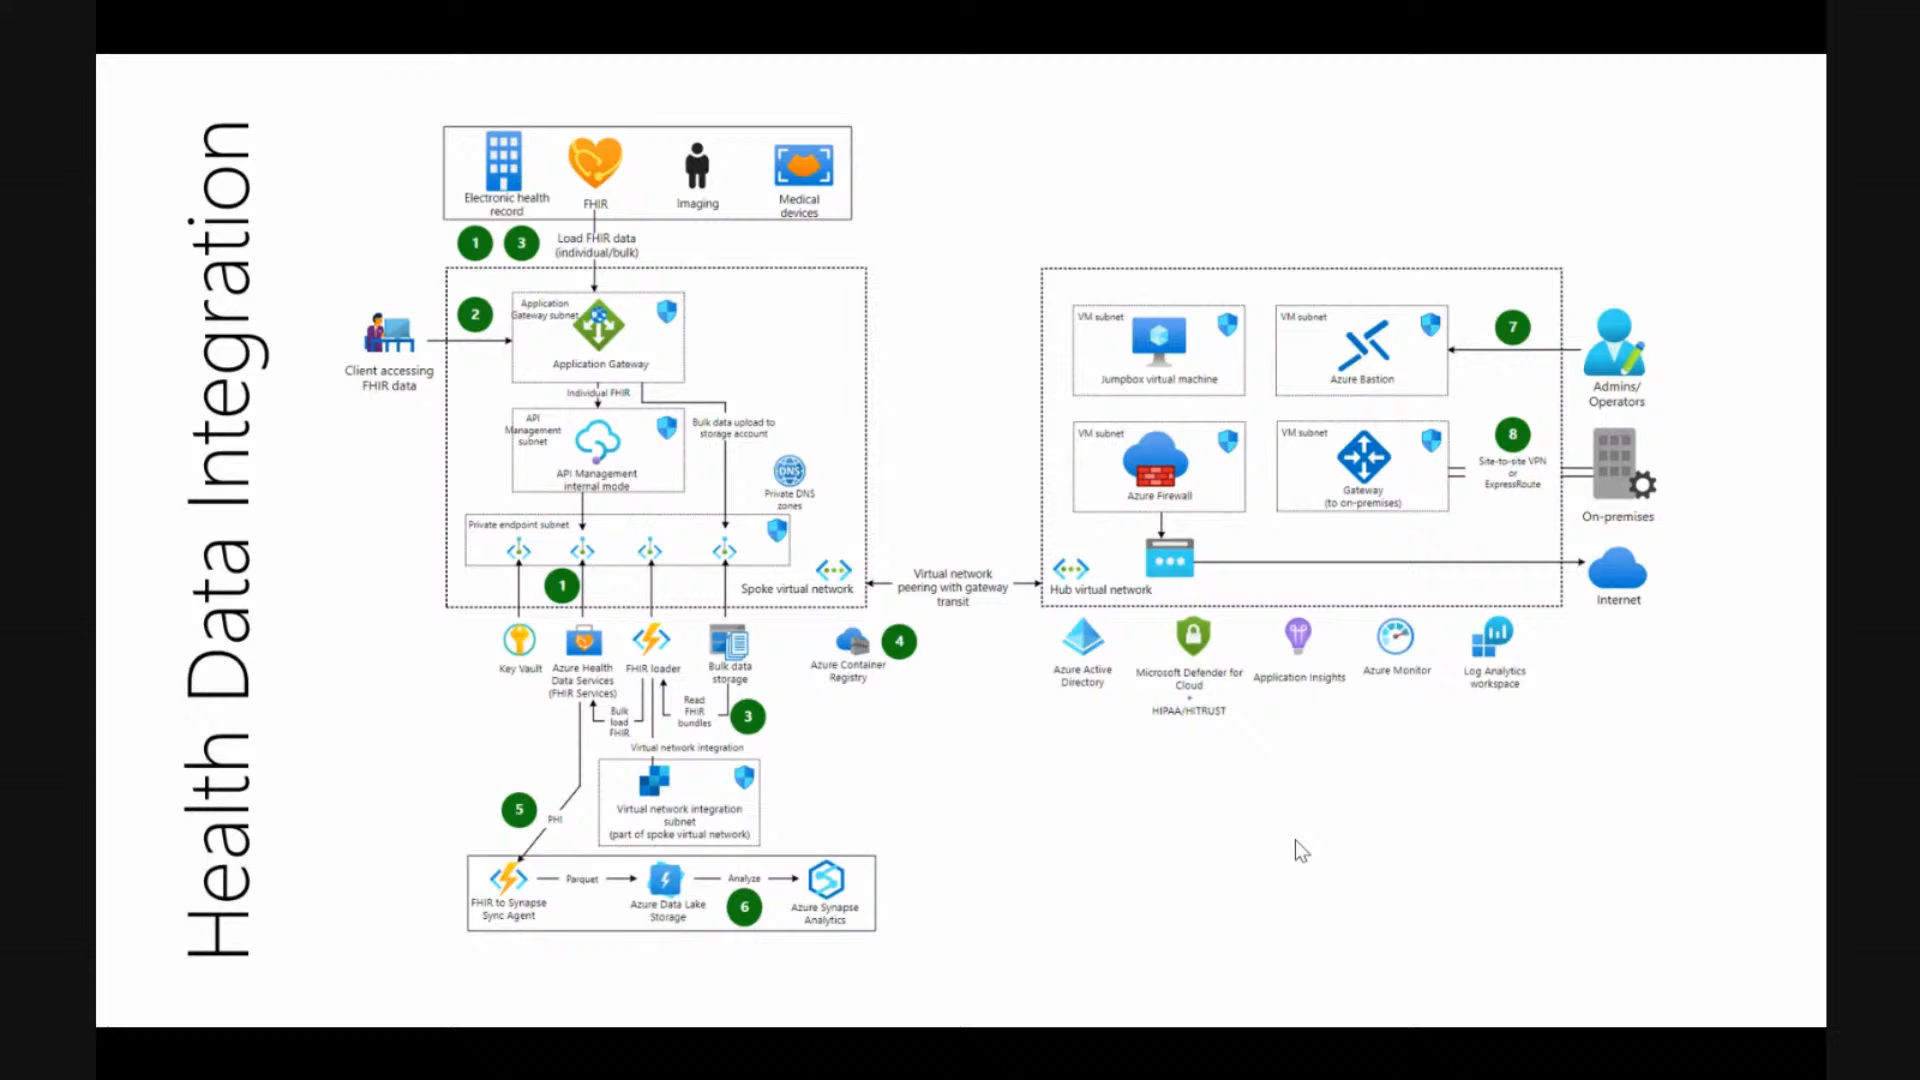 Health Data Integration
Electronic health
record
FHIR
Imaging
Medical
devices
1
3
Load FHIR data
(individual/bulk)
2
Client accessing
FHIR data
Application
Gateway subnet
Application Gateway
Individual FHIR
API
Management
subnet
API Management
internal mode
Bulk data upload to
storage account
DNS
Private DNS
zones
Private endpoint subnet
1
Spoke virtual network
Virtual network
peering with gateway
transit
VM subnet
Jumpbox virtual machine
VM subnet
Azure Bastion
7
Admins/
Operators
VM subnet
Azure Firewall
VM subnet
Gateway
(to on-premises)
8
Site-to-site VPN
or
ExpressRoute
On-premises
Hub virtual network
Internet
Key Vault
Azure Health
Data Services
(FHIR Services)
FHIR loader
Bulk data
storage
Azure Container
Registry
4
Azure Active
Directory
Microsoft Defender for
Cloud
+
HIPAA/HITRUST
Application Insights
Azure Monitor
Log Analytics
workspace
Bulk
load
FHIR
Read
FHIR
bundles
3
Virtual network integration
Virtual network integration
subnet
(part of spoke virtual network)
5
PHI
FHIR to Synapse
Sync Agent
Parquet
Azure Data Lake
Storage
Analyze
6
Azure Synapse
Analytics